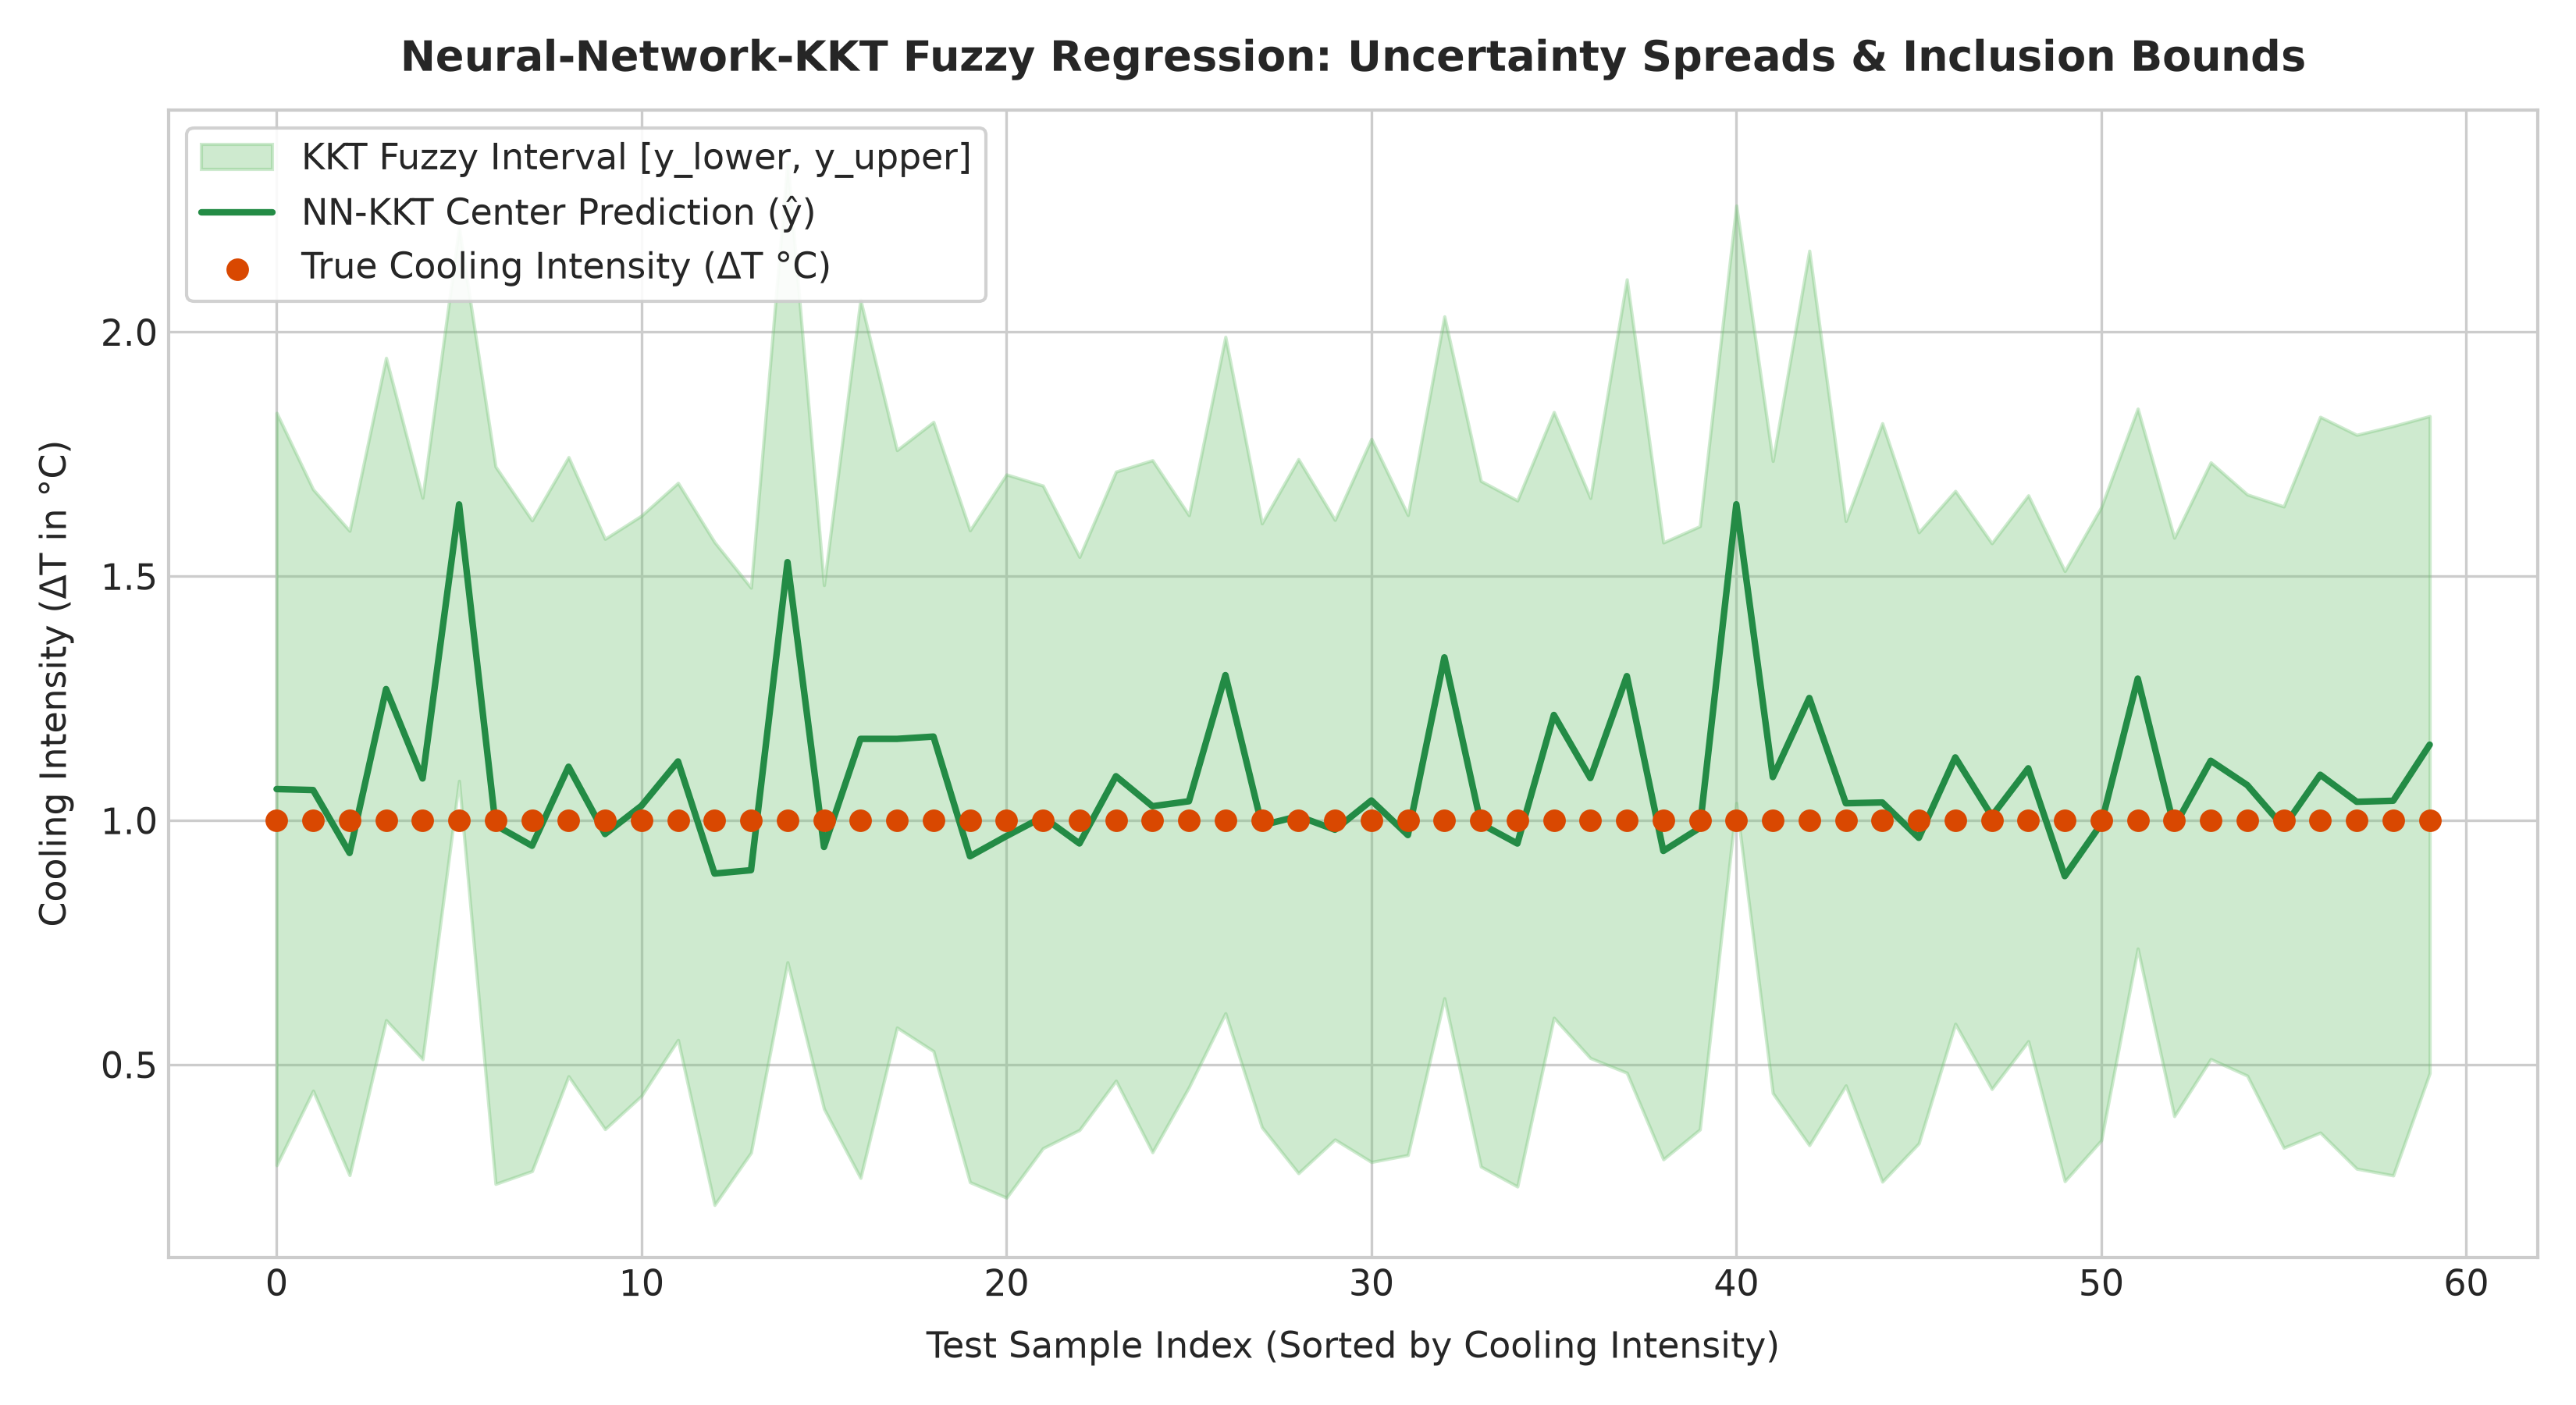 Neural-Network-KKT Fuzzy Regression: Uncertainty Spreads & Inclusion Bounds
KKT Fuzzy Interval [y_lower, y_upper]
NN-KKT Center Prediction (ŷ)
True Cooling Intensity (ΔT °C)
Cooling Intensity (ΔT in °C)
2.0
1.5
1.0
0.5
0 10 20 30 40 50 60
Test Sample Index (Sorted by Cooling Intensity)